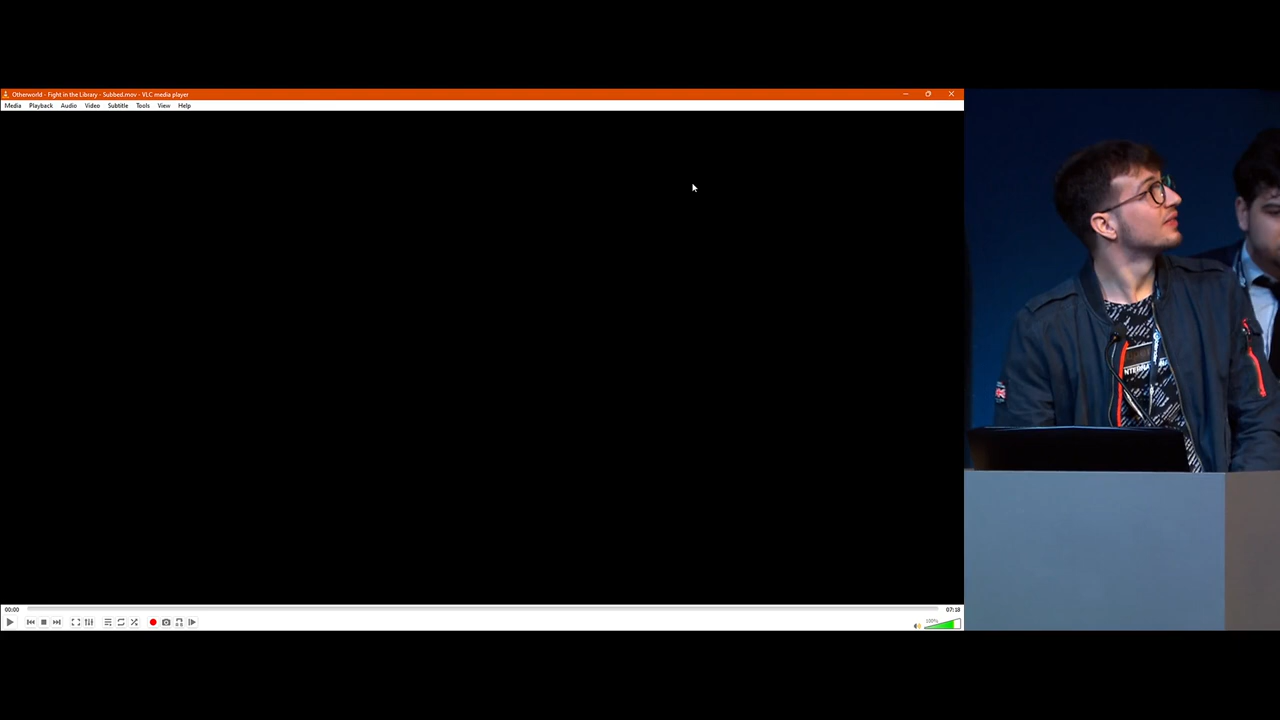 Otherworld - Fight in the Library - Subbed.mov - VLC media player
Media Playback Audio Video Subtitle Tools View Help
00:00
07:18
100%